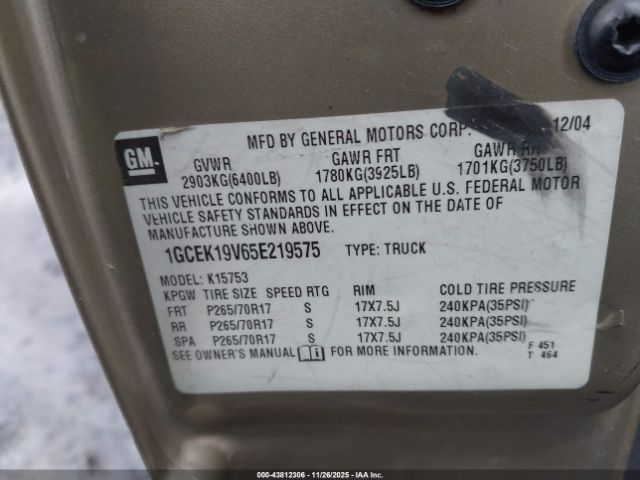 MFD BY GENERAL MOTORS CORP. 12/04
GM
GVWR GAWR FRT GAWR RR
2903KG(6400LB) 1780KG(3925LB) 1701KG(3750LB)
THIS VEHICLE CONFORMS TO ALL APPLICABLE U.S. FEDERAL MOTOR
VEHICLE SAFETY STANDARDS IN EFFECT ON THE DATE OF
MANUFACTURE SHOWN ABOVE.
1GCEK19V65E219575 TYPE: TRUCK
MODEL: K15753
KPGW TIRE SIZE SPEED RTG RIM COLD TIRE PRESSURE
FRT P265/70R17 S 17X7.5J 240KPA(35PSI)
RR P265/70R17 S 17X7.5J 240KPA(35PSI)
SPA P265/70R17 S 17X7.5J 240KPA(35PSI)
SEE OWNER'S MANUAL FOR MORE INFORMATION.
F 451
T 464
000-43812306 - 11/26/2025 - IAA Inc.